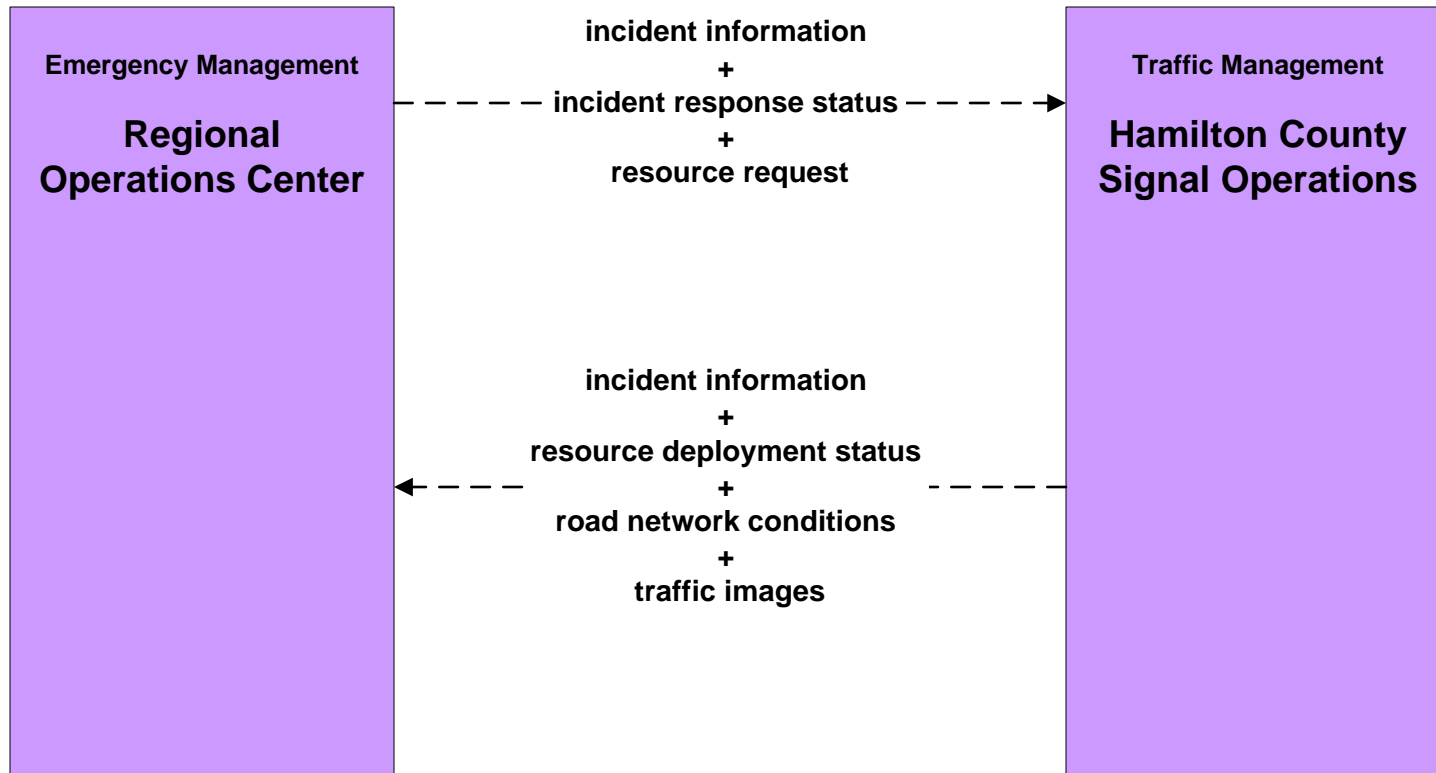 Emergency Management
Regional
Operations Center
incident information
+
incident response status
+
resource request
Traffic Management
Hamilton County
Signal Operations
incident information
+
resource deployment status
+
road network conditions
+
traffic images